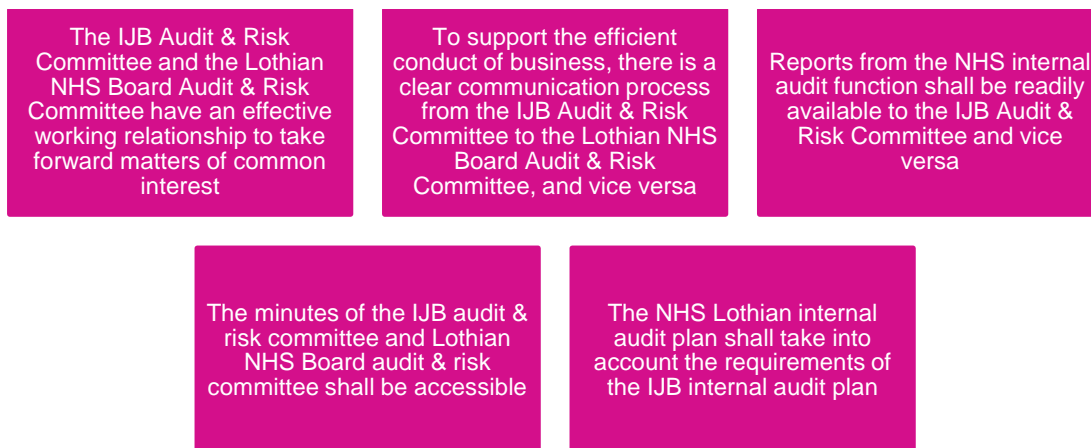 The IJB Audit & Risk
Committee and the Lothian
NHS Board Audit & Risk
Committee have an effective
working relationship to take
forward matters of common
interest
To support the efficient
conduct of business, there is a
clear communication process
from the IJB Audit & Risk
Committee to the Lothian NHS
Board Audit & Risk
Committee, and vice versa
Reports from the NHS internal
audit function shall be readily
available to the IJB Audit &
Risk Committee and vice
versa
The minutes of the IJB audit &
risk committee and Lothian
NHS Board audit & risk
committee shall be accessible
The NHS Lothian internal
audit plan shall take into
account the requirements of
the IJB internal audit plan